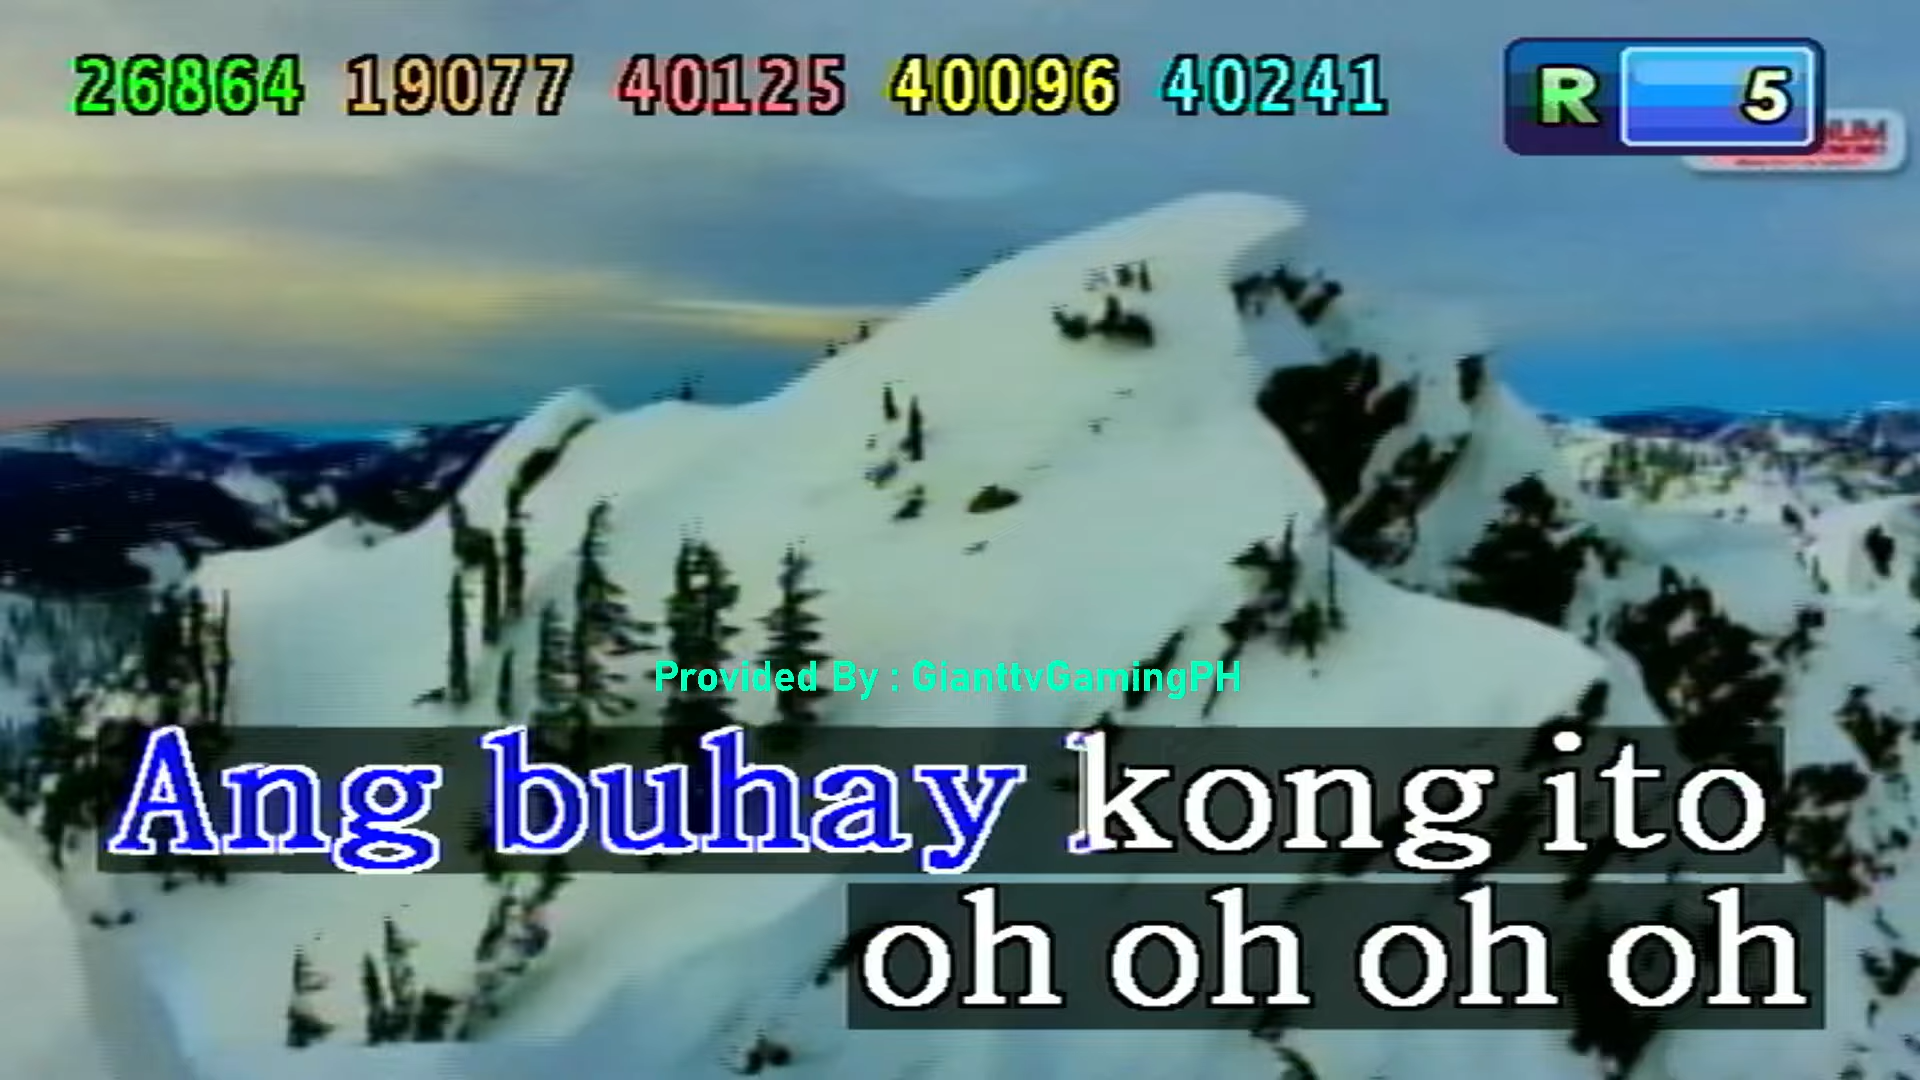 26864 19077 40125 40096 40241 R 5
Provided By : GianttvGamingPH
Ang buhay kong ito
oh oh oh oh